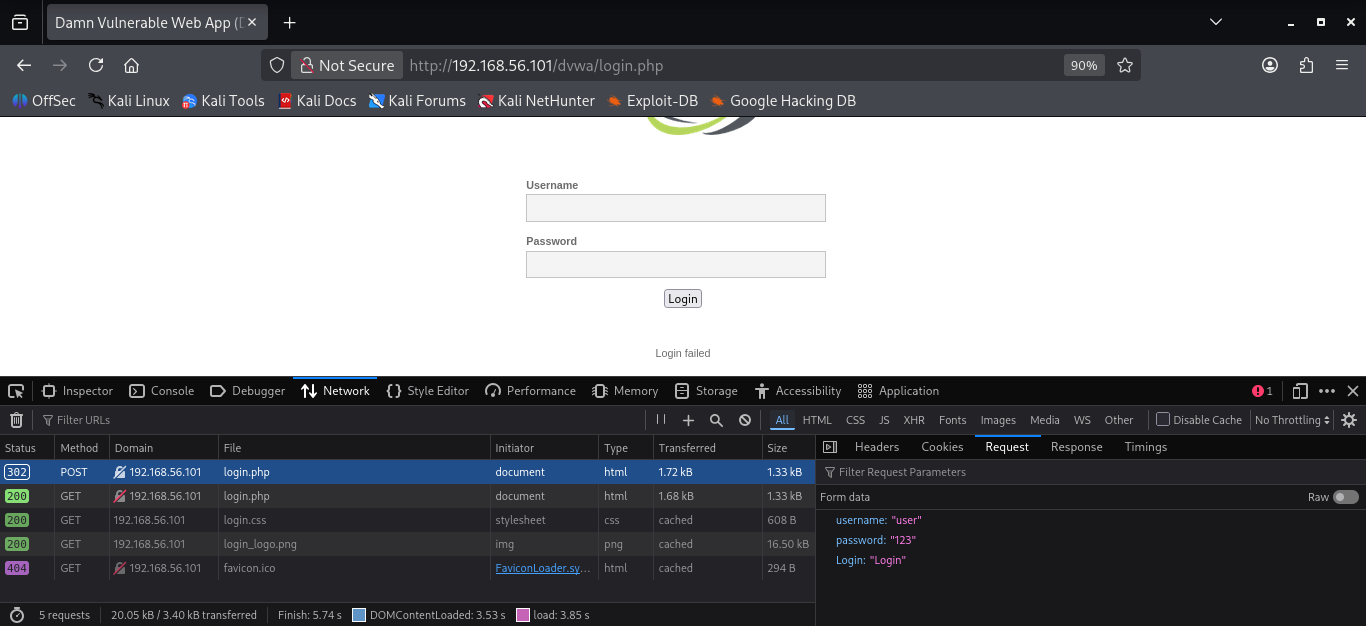 Damn Vulnerable Web App (D
Not Secure http://192.168.56.101/dvwa/login.php 90%
OffSec Kali Linux Kali Tools Kali Docs Kali Forums Kali NetHunter Exploit-DB Google Hacking DB
Username
Password
Login
Login failed
Inspector Console Debugger Network Style Editor Performance Memory Storage Accessibility Application 1
Filter URLs All HTML CSS JS XHR Fonts Images Media WS Other Disable Cache No Throttling
Status Method Domain File Initiator Type Transferred Size Headers Cookies Request Response Timings
302 POST 192.168.56.101 login.php document html 1.72 kB 1.33 kB Filter Request Parameters
200 GET 192.168.56.101 login.php document html 1.68 kB 1.33 kB Form data Raw
200 GET 192.168.56.101 login.css stylesheet css cached 608 B username: "user"
200 GET 192.168.56.101 login_logo.png img png cached 16.50 kB password: "123"
404 GET 192.168.56.101 favicon.ico FaviconLoader.sy... html cached 294 B Login: "Login"
5 requests 20.05 kB / 3.40 kB transferred Finish: 5.74 s DOMContentLoaded: 3.53 s load: 3.85 s